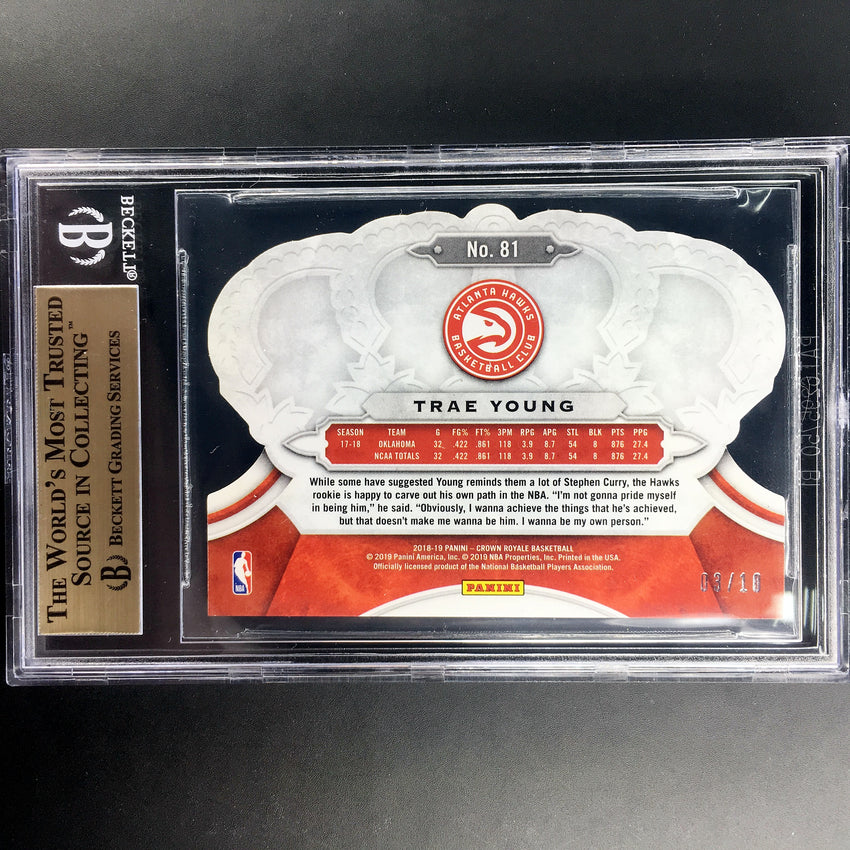 BECKETT®
B
The World's Most Trusted
Source in Collecting™
B Beckett Grading Services
No. 81
ATLANTA HAWKS
BASKETBALL CLUB
TRAE YOUNG
SEASON TEAM G FG% FT% 3PM RPG APG STL BLK PTS PPG
17-18 OKLAHOMA 32 .422 .861 118 3.9 8.7 54 8 876 27.4
NCAA TOTALS 32 .422 .861 118 3.9 8.7 54 8 876 27.4
While some have suggested Young reminds them a lot of Stephen Curry, the Hawks
rookie is happy to carve out his own path in the NBA. “I’m not gonna pride myself
in being him,” he said. “Obviously, I wanna achieve the things that he’s achieved,
but that doesn’t make me wanna be him. I wanna be my own person.”
2018-19 PANINI – CROWN ROYALE BASKETBALL
© 2019 Panini America, Inc. © 2019 NBA Properties, Inc. Printed in the USA.
Officially licensed product of the National Basketball Players Association.
NBA
PANINI
03/10